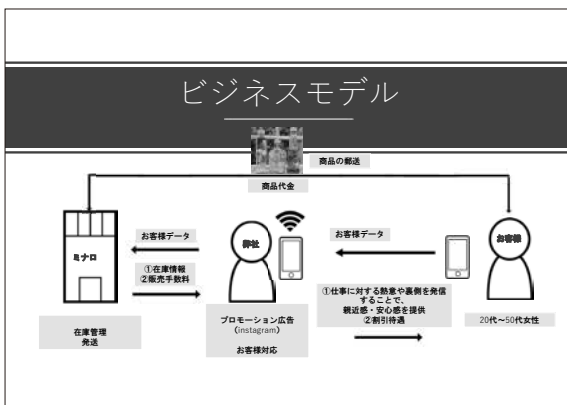 ビジネスモデル
商品の郵送
商品代金
お客様データ
ミナロ
①在庫情報
②販売手数料
在庫管理
発送
弊社
プロモーション広告
（instagram）
お客様対応
お客様データ
①仕事に対する熱意や裏側を発信
することで、
親近感・安心感を提供
②割引待遇
お客様
20代～50代女性